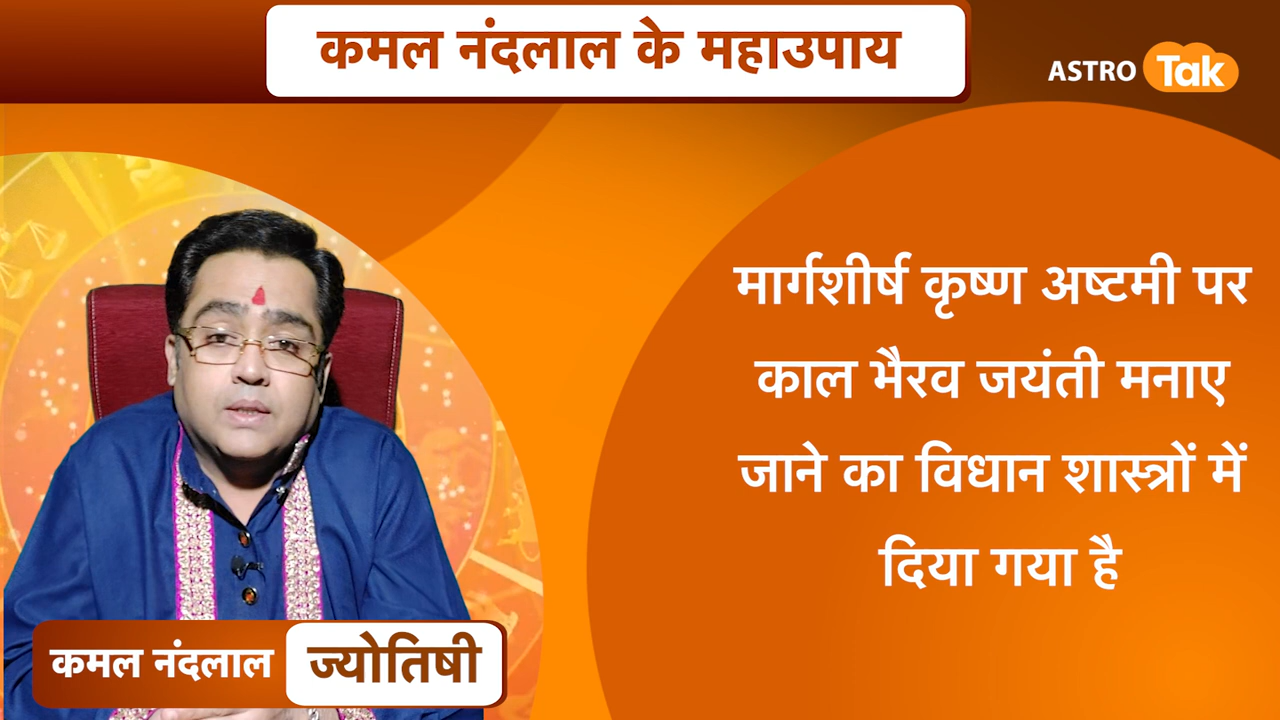 कमल नंदलाल के महाउपाय
ASTRO Tak
मार्गशीर्ष कृष्ण अष्टमी पर
काल भैरव जयंती मनाए
जाने का विधान शास्त्रों में
दिया गया है
कमल नंदलाल ज्योतिषी